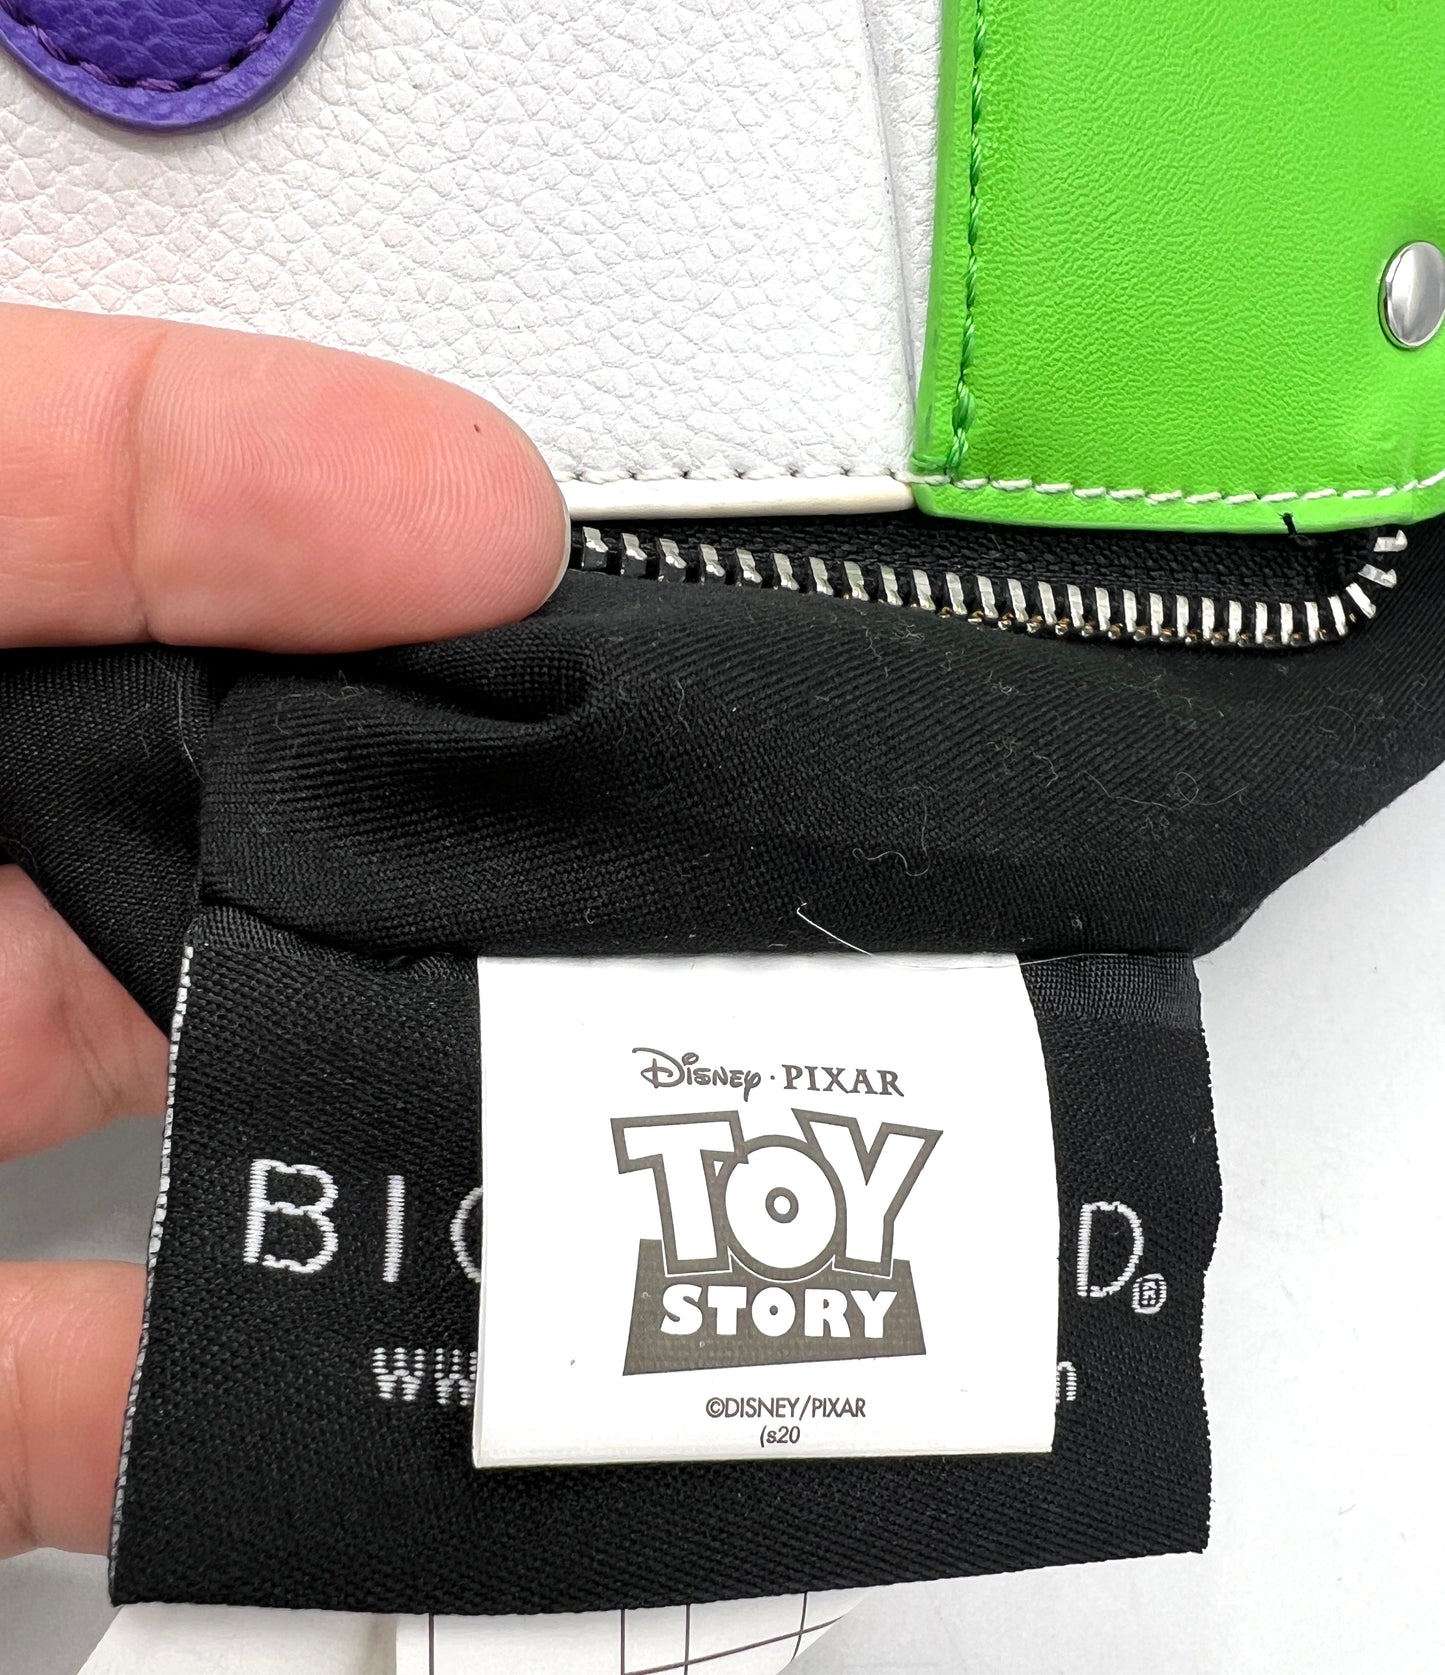 Disney · PIXAR
TOY
STORY
©DISNEY/PIXAR
(s20